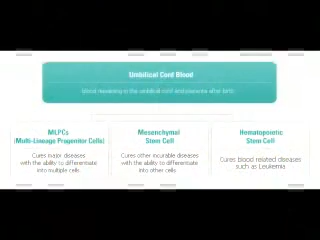 Umbilical Cord Blood
blood remaining in the umbilical cord and placenta after birth
MLPCs
(Multi-Lineage Progenitor Cells)
Cures major diseases
with the ability to differentiate
into multiple cells
Mesenchymal
Stem Cell
Cures other incurable diseases
with the ability to differentiate
into other cells
Hematopoietic
Stem Cell
Cures blood related diseases
such as Leukemia